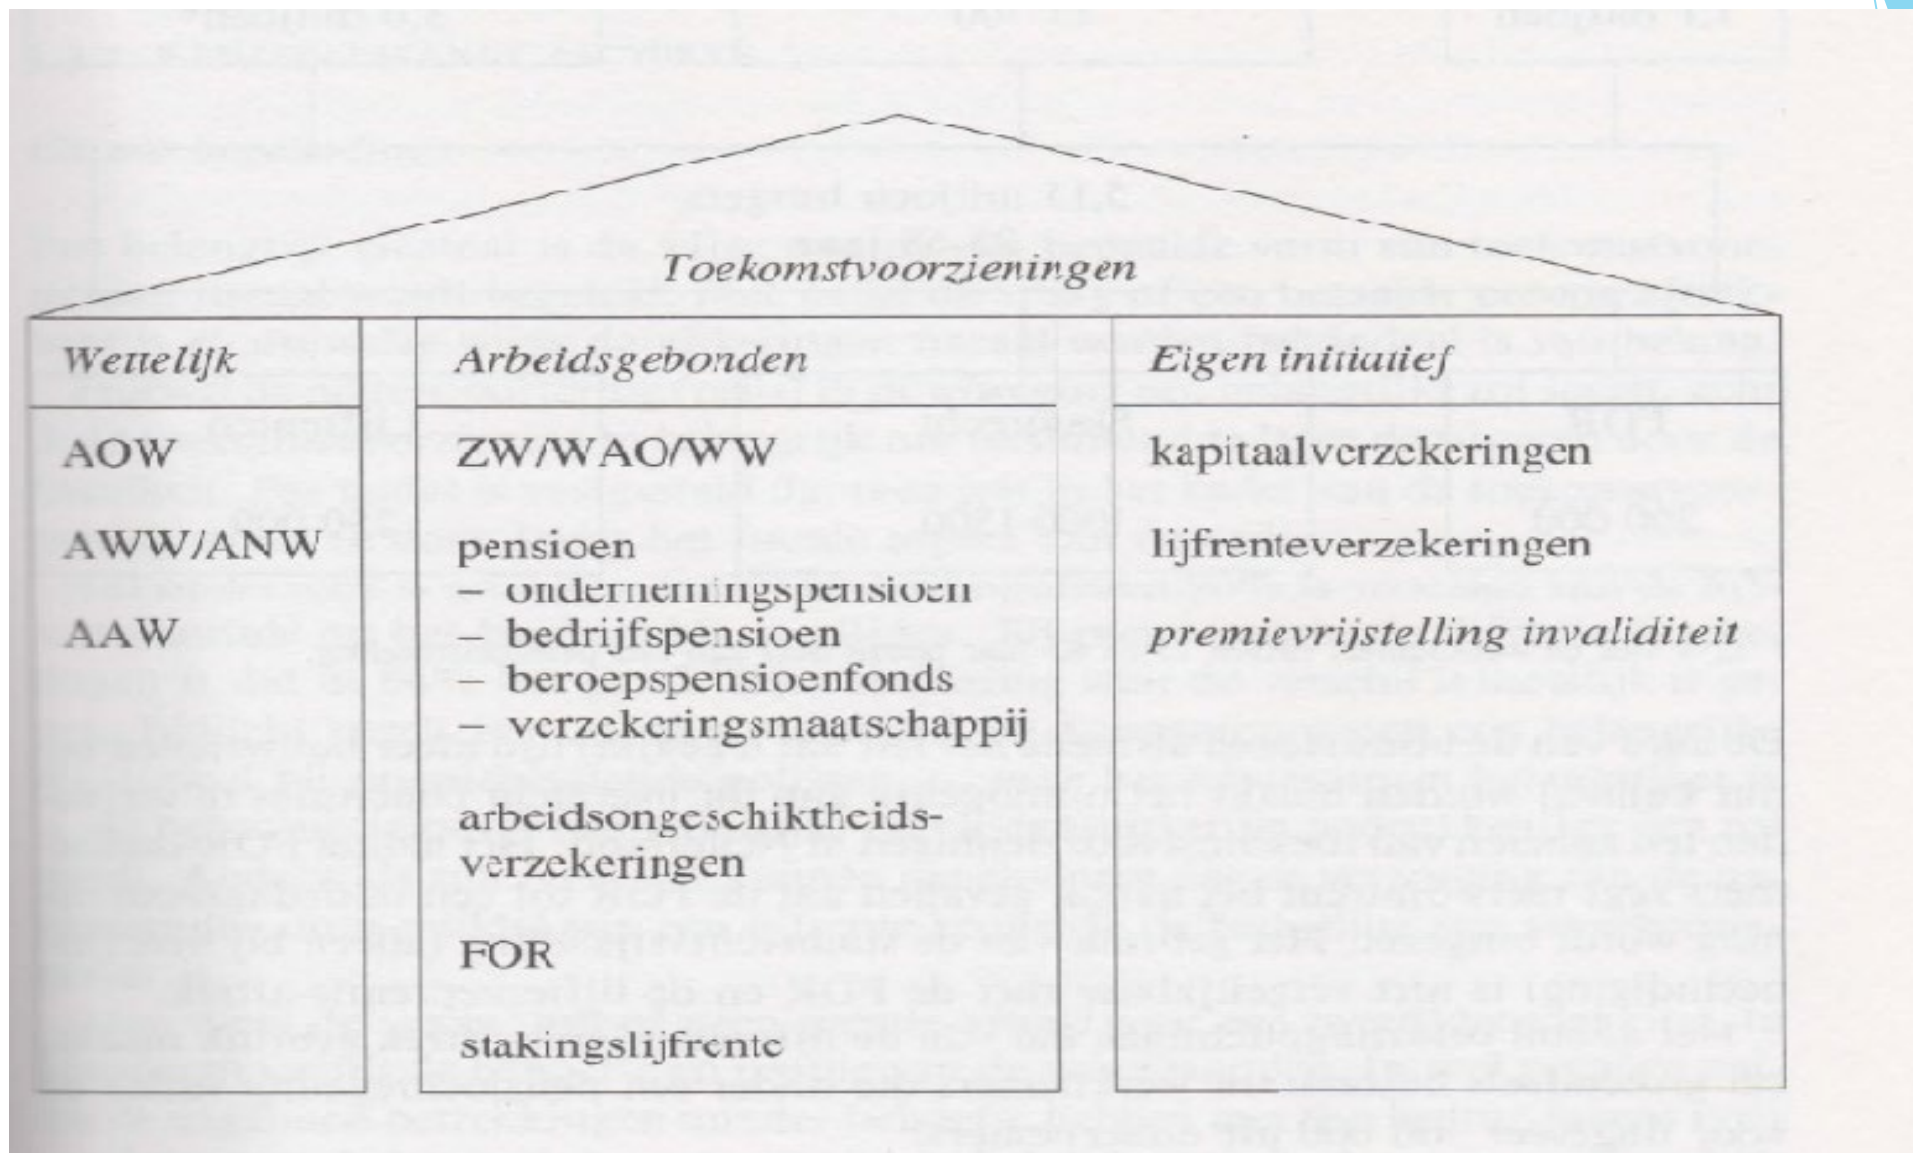 Toekomstvoorzieningen
Wettelijk
AOW
AWW/ANW
AAW
Arbeidsgebonden
ZW/WAO/WW
pensioen
– ondernemingspensioen
– bedrijfspensioen
– beroepspensioenfonds
– verzekeringsmaatschappij
arbeidsongeschiktheids-
verzekeringen
FOR
stakingslijfrente
Eigen initiatief
kapitaalverzekeringen
lijfrenteverzekeringen
premievrijstelling invaliditeit